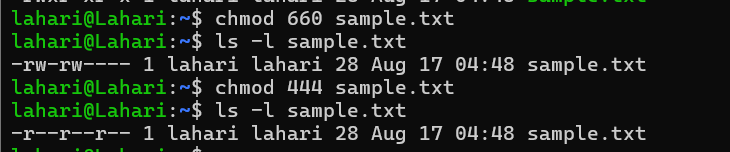 lahari@Lahari:~$ chmod 660 sample.txt
lahari@Lahari:~$ ls -l sample.txt
-rw-rw---- 1 lahari lahari 28 Aug 17 04:48 sample.txt
lahari@Lahari:~$ chmod 444 sample.txt
lahari@Lahari:~$ ls -l sample.txt
-r--r--r-- 1 lahari lahari 28 Aug 17 04:48 sample.txt